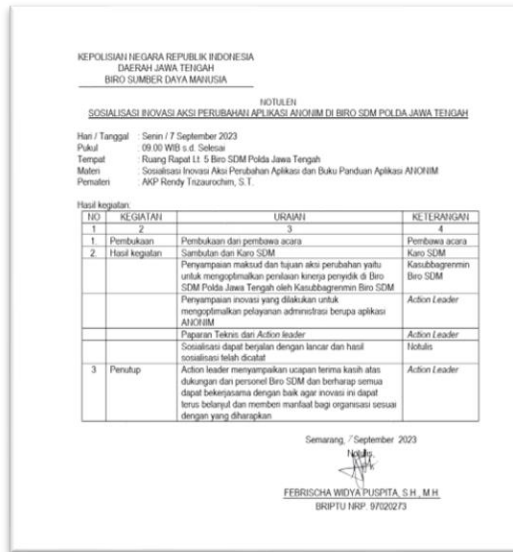 KEPOLISIAN NEGARA REPUBLIK INDONESIA
DAERAH JAWA TENGAH
BIRO SUMBER DAYA MANUSIA
NOTULEN
SOSIALISASI INOVASI AKSI PERUBAHAN APLIKASI ANONIM DI BIRO SDM POLDA JAWA TENGAH
Hari / Tanggal : Senin / 7 September 2023
Pukul : 09.00 WIB s.d. Selesai
Tempat : Ruang Rapat Lt. 5 Biro SDM Polda Jawa Tengah
Materi : Sosialisasi Inovasi Aksi Perubahan Aplikasi dan Buku Panduan Aplikasi ANONIM
Pemateri : AKP Rendy Trizaurochim, S.T.
Hasil kegiatan:
NO KEGIATAN URAIAN KETERANGAN
1 2 3 4
1. Pembukaan Pembukaan dari pembawa acara Pembawa acara
2. Hasil kegiatan Sambutan dari Karo SDM Karo SDM
Penyampaian maksud dan tujuan aksi perubahan yaitu Kasubbagrenmin
untuk mengoptimalkan penilaian kinerja penyidik di Biro Biro SDM
SDM Polda Jawa Tengah oleh Kasubbagrenmin Biro SDM
Penyampaian inovasi yang dilakukan untuk Action Leader
mengoptimalkan pelayanan administrasi berupa aplikasi
ANONIM
Paparan Teknis dari Action leader Action Leader
Sosialisasi dapat berjalan dengan lancar dan hasil Notulis
sosialisasi telah dicatat
3 Penutup Action leader menyampaikan ucapan terima kasih atas Action Leader
dukungan dari personel Biro SDM dan berharap semua
dapat bekerjasama dengan baik agar inovasi ini dapat
terus belanjut dan memberi manfaat bagi organisasi sesuai
dengan yang diharapkan
Semarang, 7 September 2023
Notulis,
FEBRISCHA WIDYA PUSPITA, S.H., M.H.
BRIPTU NRP. 97020273